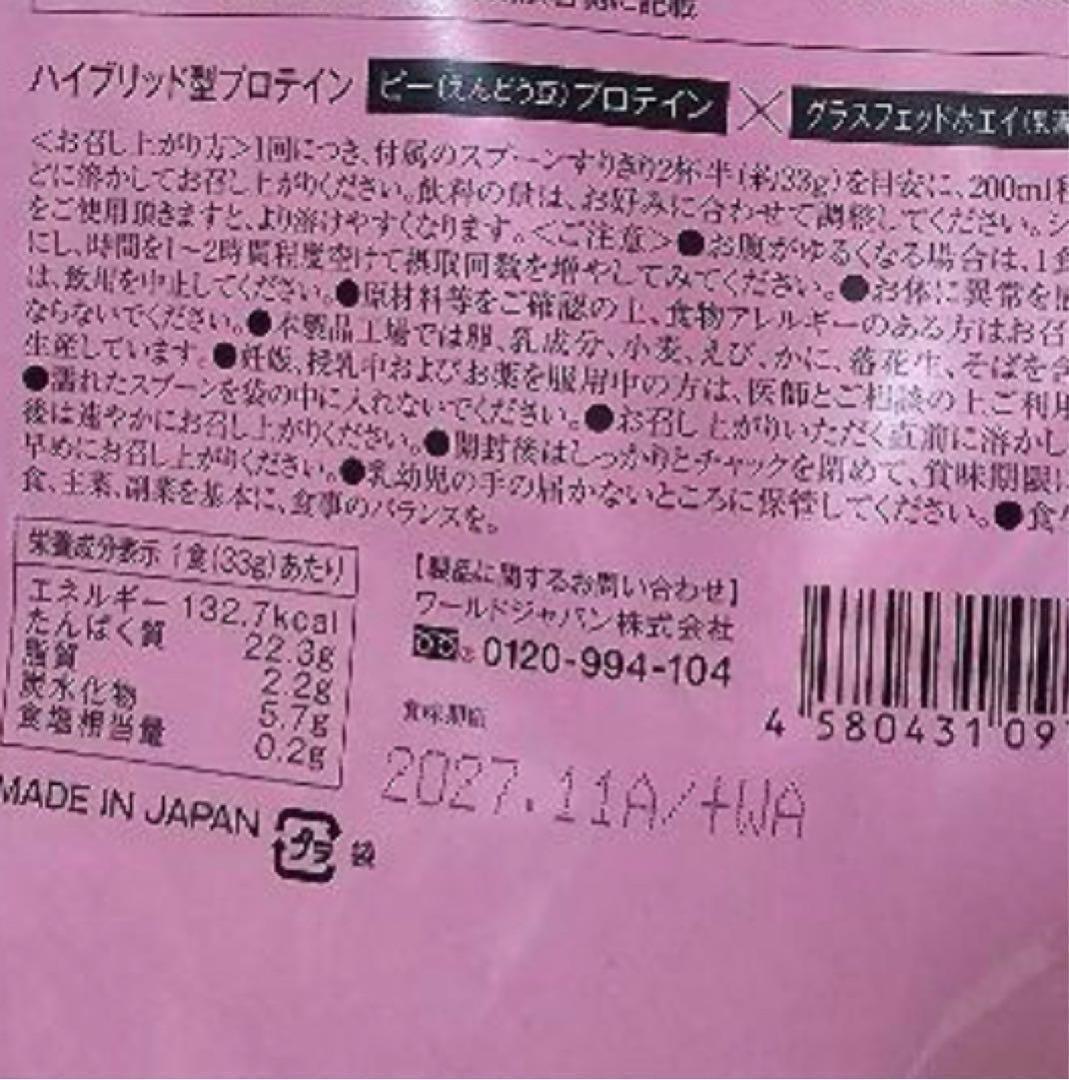 に記載
ハイブリッド型プロテイン ピー(えんどう豆)プロテイン × グラスフェッドホエイ(乳清
<お召し上がり方>1回につき、付属のスプーンすりきり2杯半(約33g)を目安に、200ml程
どに溶かしてお召し上がりください。飲料の量は、お好みに合わせて調整してください。シ
をご使用頂きますと、より溶けやすくなります。<ご注意>●お腹がゆるくなる場合は、1食
にし、時間を1〜2時間程度空けて摂取回数を増やしてみてください。●お体に異常を感
は、飲用を中止してください。●原材料等をご確認の上、食物アレルギーのある方はお召
ならないでください。●本製品工場では卵、乳成分、小麦、えび、かに、落花生、そばを含
生産しています。●妊娠、授乳中およびお薬を服用中の方は、医師とご相談の上ご利用
●濡れたスプーンを袋の中に入れないでください。●お召し上がりいただく直前に溶かし
後は速やかにお召し上がりください。●開封後はしっかりとチャックを閉めて、賞味期限に
早めにお召し上がりください。●乳幼児の手の届かないところに保管してください。●食
食、主菜、副菜を基本に、食事のバランスを。
栄養成分表示 1食(33g)あたり
エネルギー 132.7kcal
たんぱく質 22.3g
脂質 2.2g
炭水化物 5.7g
食塩相当量 0.2g
【製品に関するお問い合わせ】
ワールドジャパン株式会社
0120-994-104
賞味期限
2027.11A/+WA
4 580431 09
MADE IN JAPAN プラ 袋